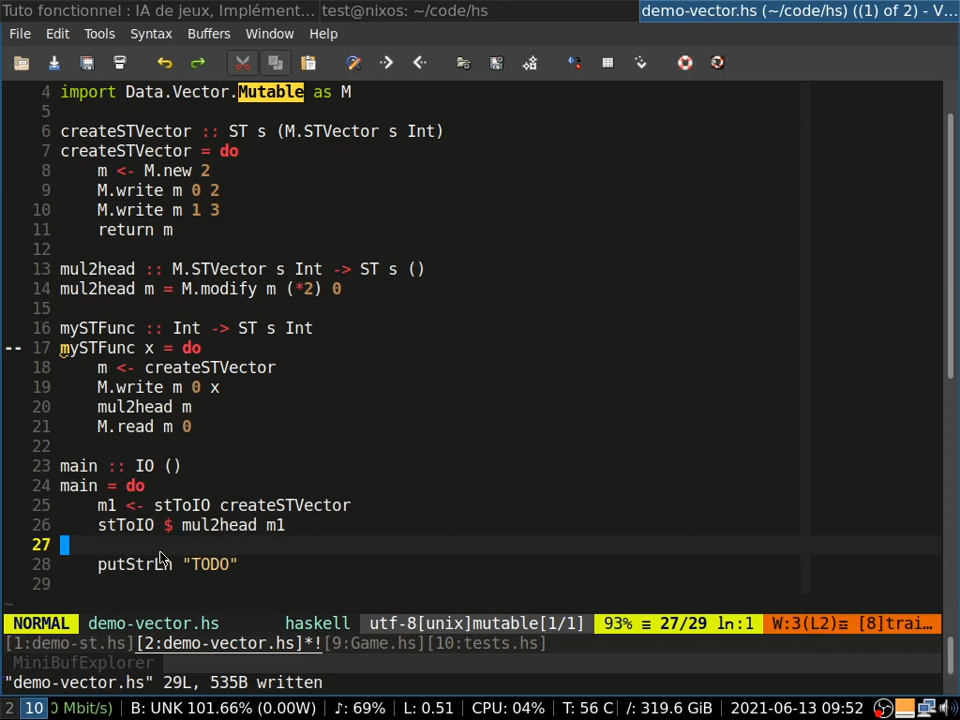 Tuto fonctionnel : IA de jeux, Implément... test@nixos: ~/code/hs demo-vector.hs (~/code/hs) ((1) of 2) - V...
File Edit Tools Syntax Buffers Window Help
4 import Data.Vector.Mutable as M
5
6 createSTVector :: ST s (M.STVector s Int)
7 createSTVector = do
8 m <- M.new 2
9 M.write m 0 2
10 M.write m 1 3
11 return m
12
13 mul2head :: M.STVector s Int -> ST s ()
14 mul2head m = M.modify m (*2) 0
15
16 mySTFunc :: Int -> ST s Int
-- 17 mySTFunc x = do
18 m <- createSTVector
19 M.write m 0 x
20 mul2head m
21 M.read m 0
22
23 main :: IO ()
24 main = do
25 m1 <- stToIO createSTVector
26 stToIO $ mul2head m1
27
28 putStrLn "TODO"
29
~
NORMAL demo-vector.hs haskell utf-8[unix]mutable[1/1] 93% ≡ 27/29 ln:1 W:3(L2)≡ [8]trai...
[1:demo-st.hs][2:demo-vector.hs]*![9:Game.hs][10:tests.hs]
MiniBufExplorer
"demo-vector.hs" 29L, 535B written
2 10 0 Mbit/s) B: UNK 101.66% (0.00W) ♪: 69% L: 0.51 CPU: 04% T: 56 C /: 319.6 GiB 2021-06-13 09:52